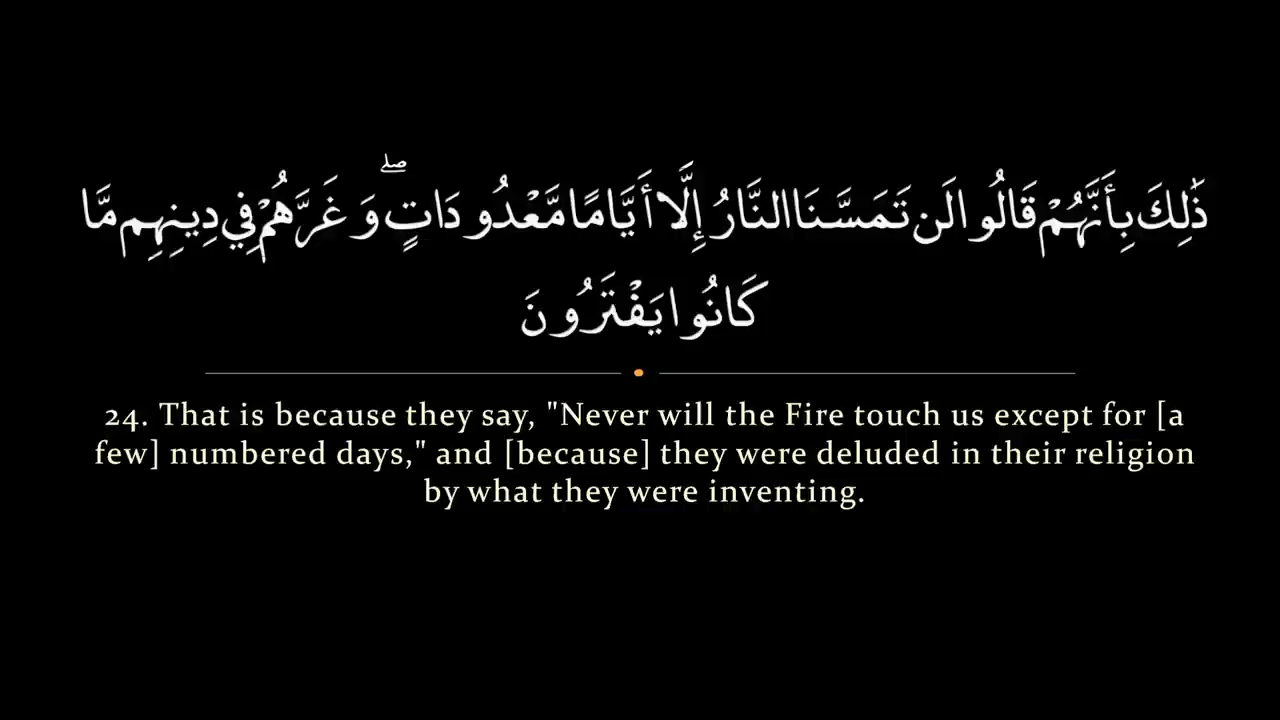 ذَٰلِكَ بِأَنَّهُمْ قَالُوا لَن تَمَسَّنَا النَّارُ إِلَّا أَيَّامًا مَّعْدُودَاتٍ ۖ وَغَرَّهُمْ فِي دِينِهِم مَّا
كَانُوا يَفْتَرُونَ
24. That is because they say, "Never will the Fire touch us except for [a
few] numbered days," and [because] they were deluded in their religion
by what they were inventing.